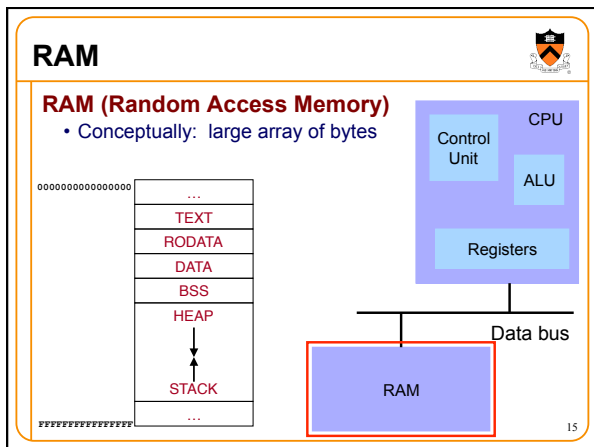 RAM
RAM (Random Access Memory)
• Conceptually: large array of bytes
0000000000000000
...
TEXT
RODATA
DATA
BSS
HEAP
STACK
...
FFFFFFFFFFFFFFFF
CPU
Control
Unit
ALU
Registers
Data bus
RAM
15